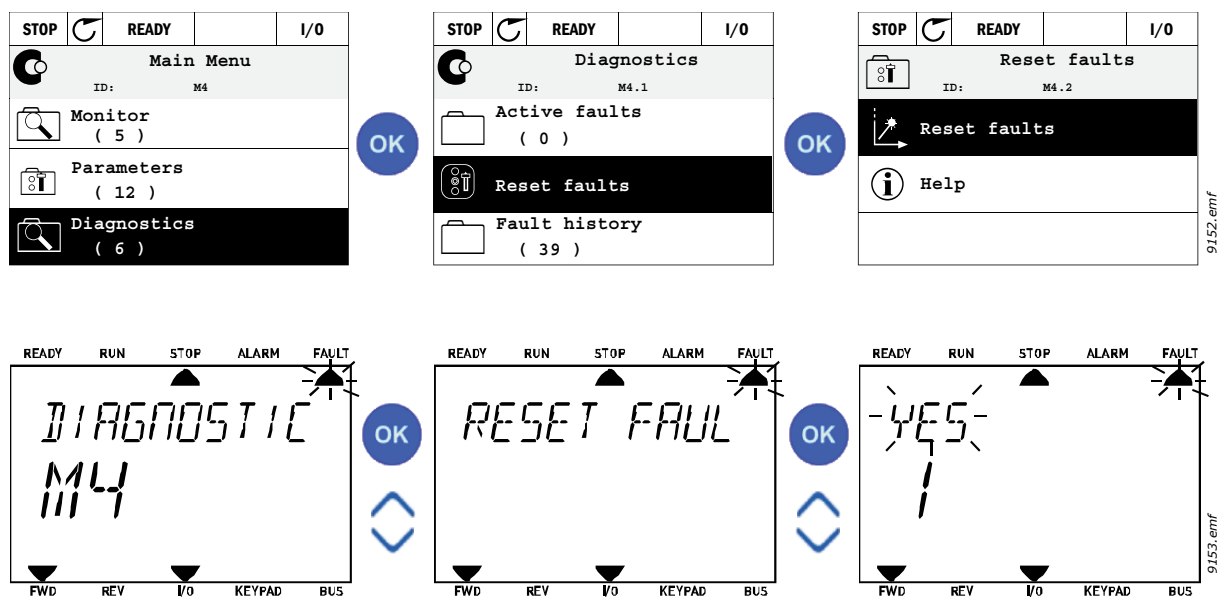 STOP READY I/O
Main Menu
ID: M4
Monitor
( 5 )
Parameters
( 12 )
Diagnostics
( 6 )
OK
STOP READY I/O
Diagnostics
ID: M4.1
Active faults
( 0 )
Reset faults
Fault history
( 39 )
OK
STOP READY I/O
Reset faults
ID: M4.2
Reset faults
Help
9152.emf
READY RUN STOP ALARM FAULT
DIAGNOSTIC
M4
FWD REV I/0 KEYPAD BUS
OK
READY RUN STOP ALARM FAULT
RESET FAUL
FWD REV I/0 KEYPAD BUS
OK
READY RUN STOP ALARM FAULT
YES
1
FWD REV I/0 KEYPAD BUS
9153.emf